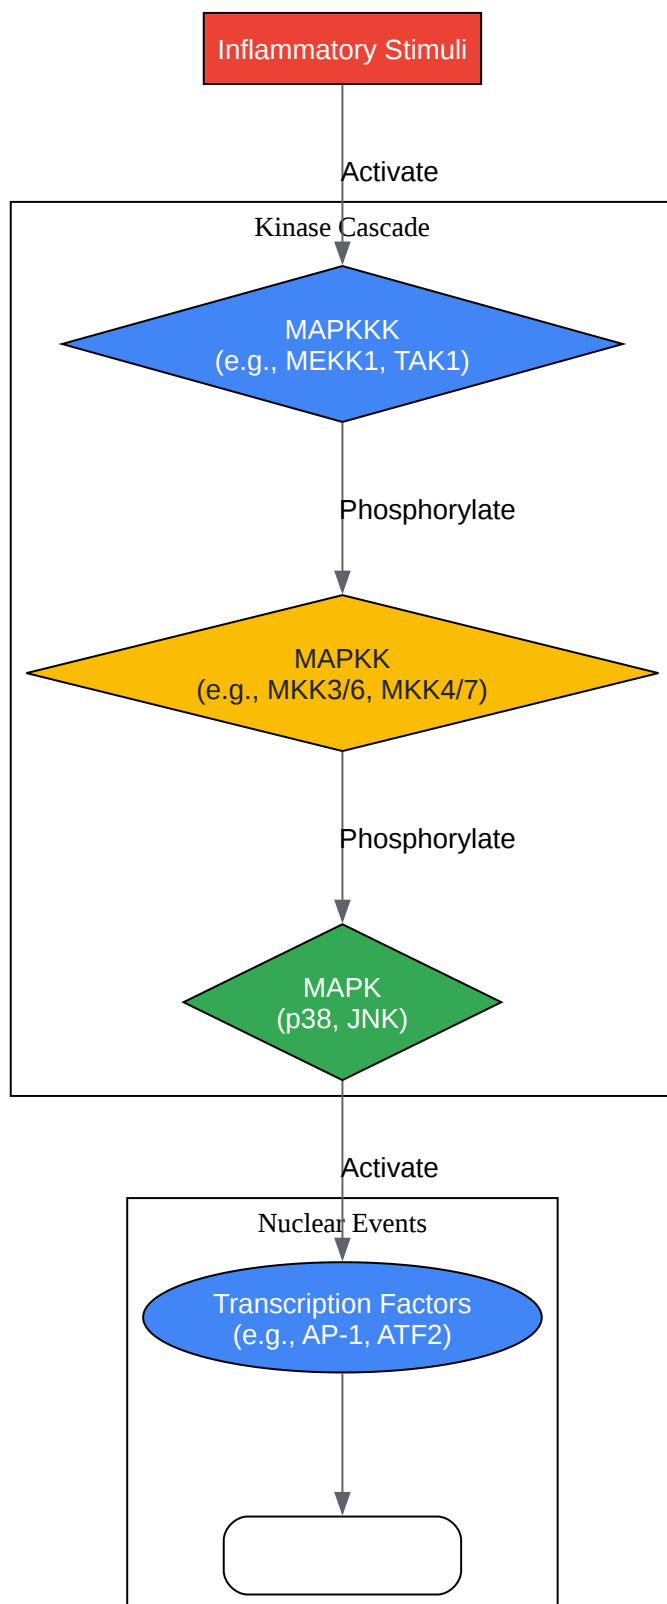 Inflammatory Stimuli
Activate
Kinase Cascade
MAPKKK
(e.g., MEKK1, TAK1)
Phosphorylate
MAPKK
(e.g., MKK3/6, MKK4/7)
Phosphorylate
MAPK
(p38, JNK)
Activate
Nuclear Events
Transcription Factors
(e.g., AP-1, ATF2)